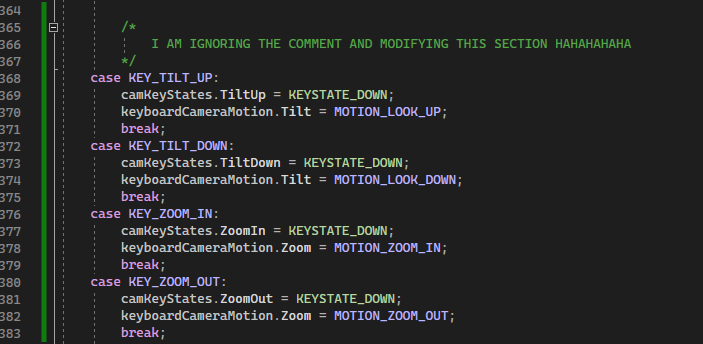 364
365 /*
366 I AM IGNORING THE COMMENT AND MODIFYING THIS SECTION HAHAHAHAHA
367 */
368 case KEY_TILT_UP:
369 camKeyStates.TiltUp = KEYSTATE_DOWN;
370 keyboardCameraMotion.Tilt = MOTION_LOOK_UP;
371 break;
372 case KEY_TILT_DOWN:
373 camKeyStates.TiltDown = KEYSTATE_DOWN;
374 keyboardCameraMotion.Tilt = MOTION_LOOK_DOWN;
375 break;
376 case KEY_ZOOM_IN:
377 camKeyStates.ZoomIn = KEYSTATE_DOWN;
378 keyboardCameraMotion.Zoom = MOTION_ZOOM_IN;
379 break;
380 case KEY_ZOOM_OUT:
381 camKeyStates.ZoomOut = KEYSTATE_DOWN;
382 keyboardCameraMotion.Zoom = MOTION_ZOOM_OUT;
383 break;